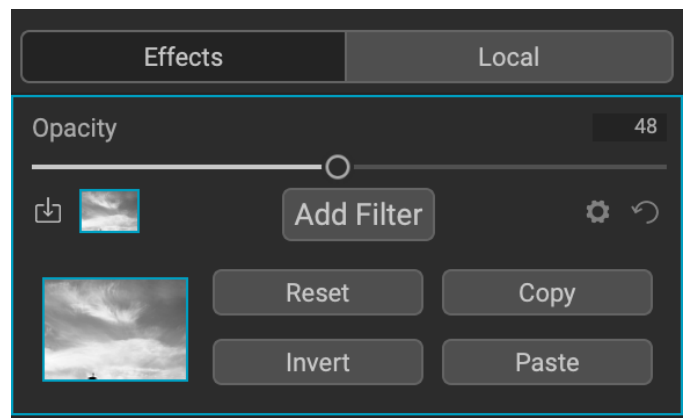 Effects Local
Opacity 48
Add Filter
Reset Copy
Invert Paste